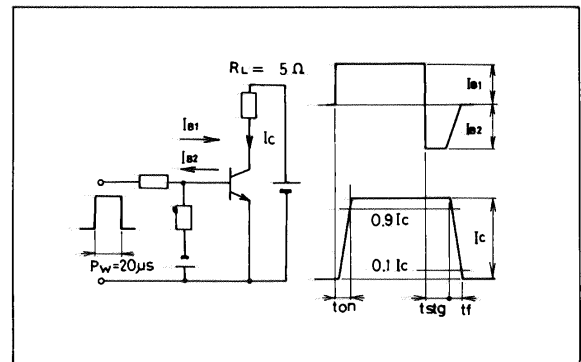 RL = 5 Ω
IB1
IB2
Ic
PW=20μs
IB1
IB2
0.9 Ic
Ic
0.1 Ic
ton
tstg
tf